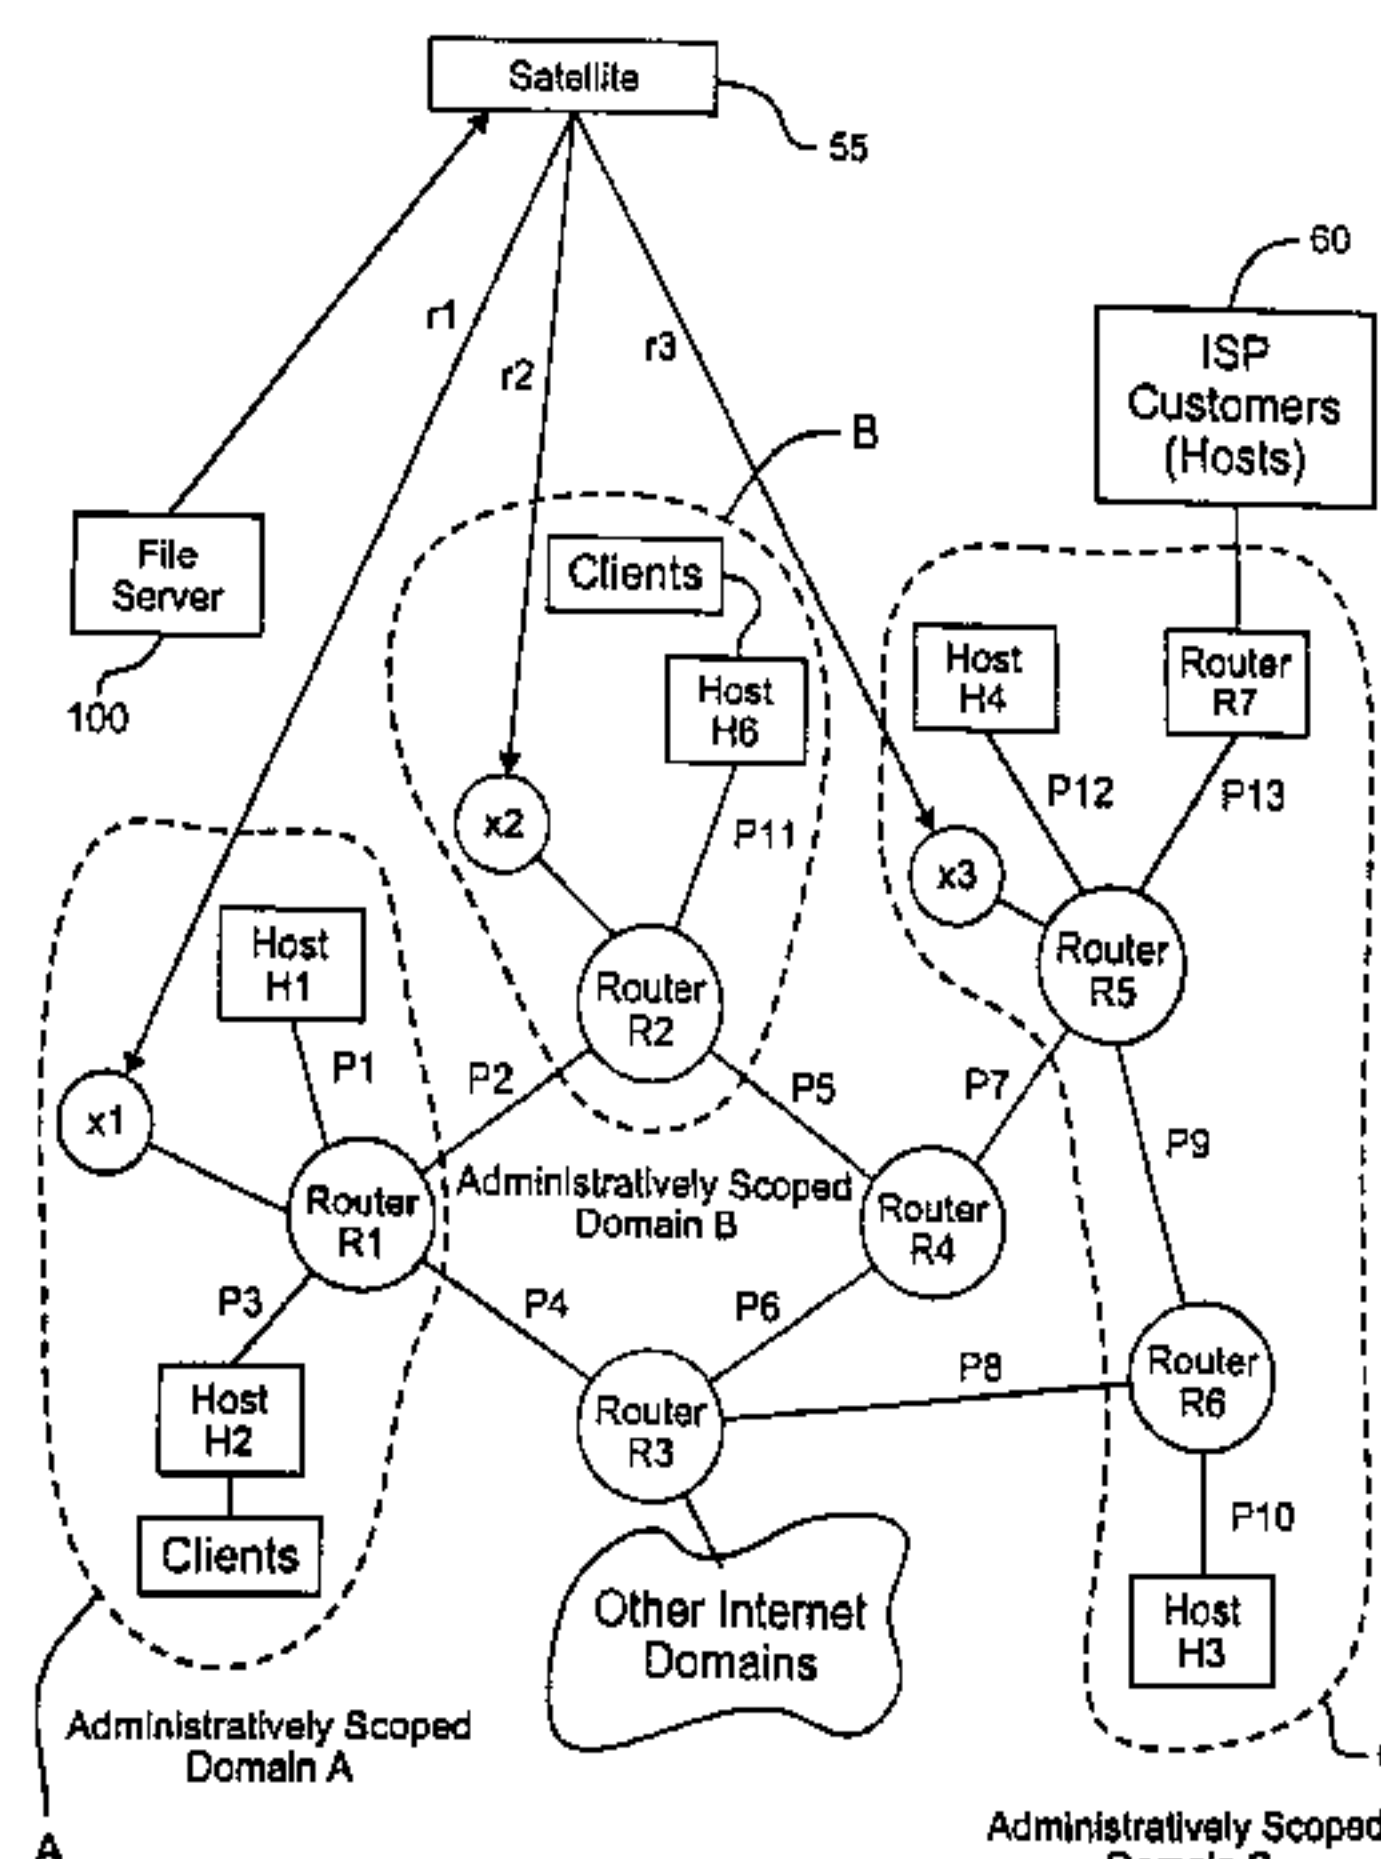 Satellite
55
60
r1
r2
r3
ISP
Customers
(Hosts)
B
File
Server
100
Clients
Host
H6
Host
H4
Router
R7
P12
P13
x2
P11
x3
Router
R5
Host
H1
Router
R2
P1
P2
P5
P7
P9
x1
Router
R1
Administratively Scoped
Domain B
Router
R4
P3
P4
P6
P8
Router
R6
Host
H2
Router
R3
P10
Clients
Other Internet
Domains
Host
H3
Administratively Scoped
Domain A
A
Administratively Scoped